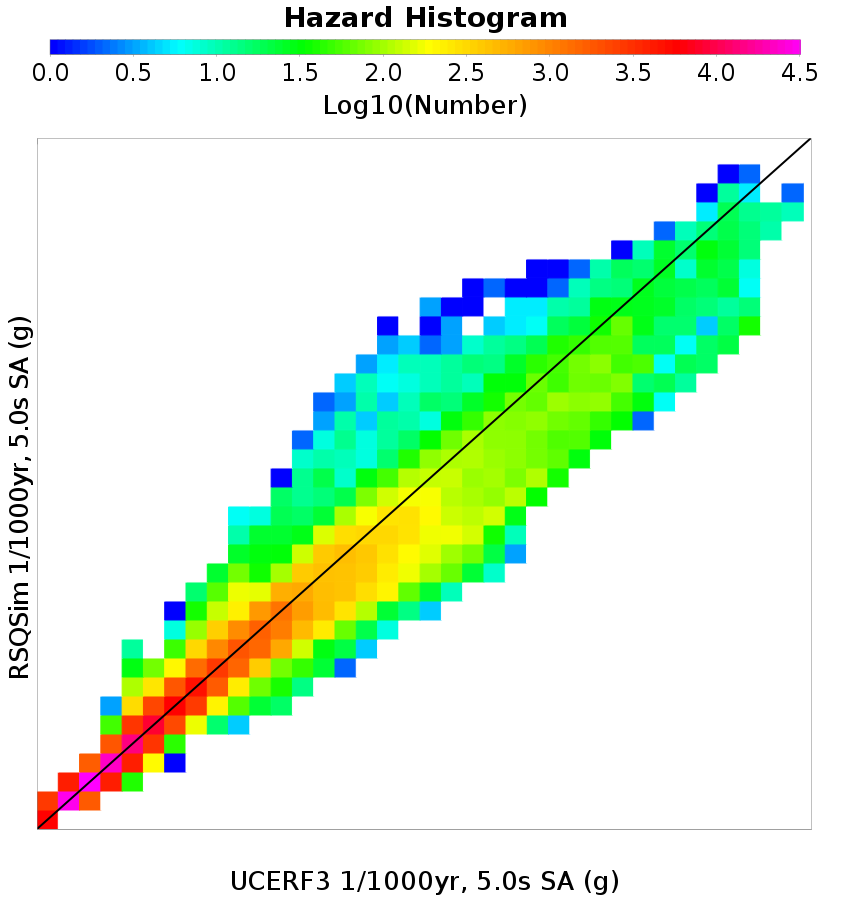 Hazard Histogram
0.0 0.5 1.0 1.5 2.0 2.5 3.0 3.5 4.0 4.5
Log10(Number)
RSQSim 1/1000yr, 5.0s SA (g)
UCERF3 1/1000yr, 5.0s SA (g)